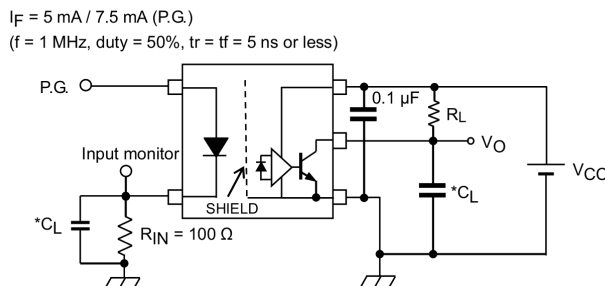 IF = 5 mA / 7.5 mA (P.G.)
(f = 1 MHz, duty = 50%, tr = tf = 5 ns or less)
P.G.
0.1 μF
RL
VO
Input monitor
VCC
*CL
SHIELD
*CL
RIN = 100 Ω